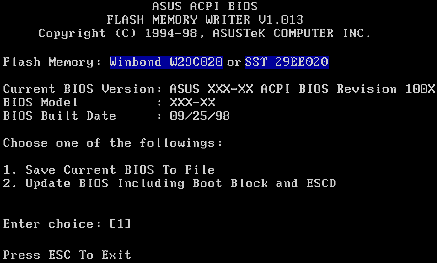 ASUS ACPI BIOS
FLASH MEMORY WRITER V1.013
Copyright (C) 1994-98, ASUSTeK COMPUTER INC.
Flash Memory: Winbond W29C020 or SST 29EE020
Current BIOS Version: ASUS XXX-XX ACPI BIOS Revision 100X
BIOS Model : XXX-XX
BIOS Built Date : 09/25/98
Choose one of the followings:
1. Save Current BIOS To File
2. Update BIOS Including Boot Block and ESCD
Enter choice: [1]
Press ESC To Exit